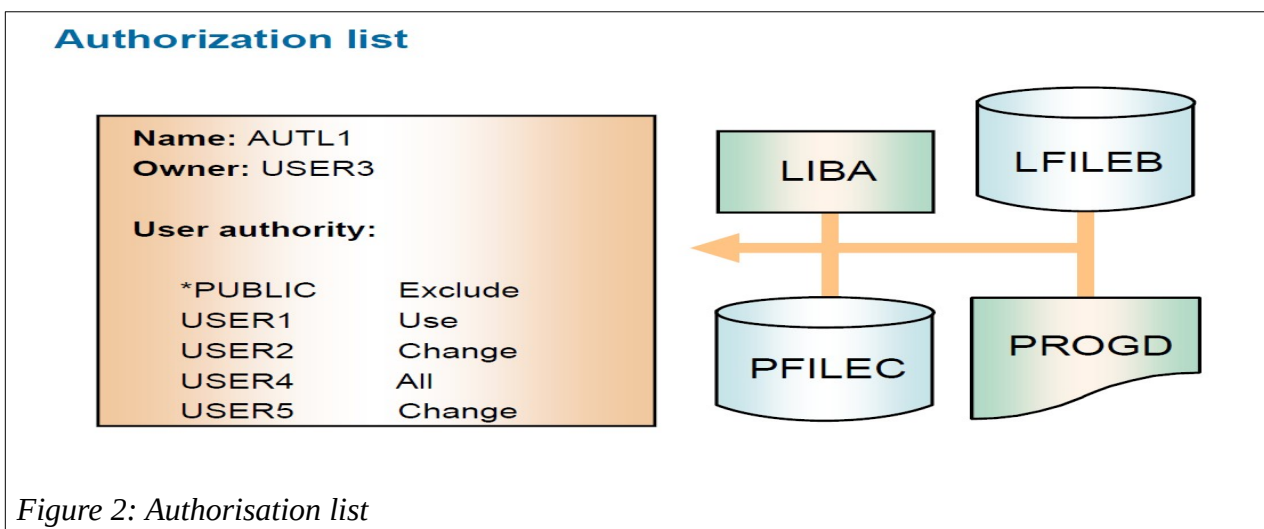 Authorization list
Name: AUTL1
Owner: USER3
User authority:
*PUBLIC Exclude
USER1 Use
USER2 Change
USER4 All
USER5 Change
LIBA
LFILEB
PFILEC
PROGD
Figure 2: Authorisation list